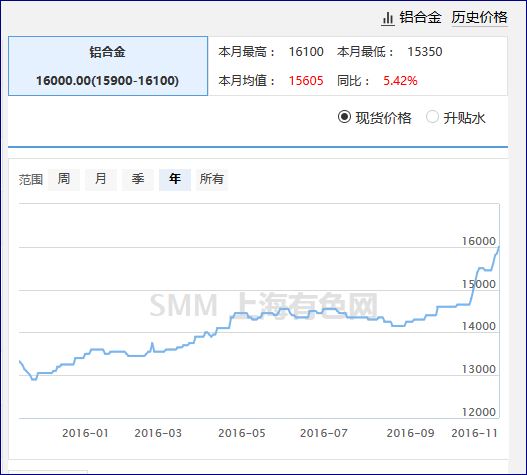 铝合金 历史价格
铝合金
16000.00(15900-16100)
本月最高： 16100 本月最低： 15350
本月均值： 15605 同比： 5.42%
现货价格 升贴水
范围 周 月 季 年 所有
16000
15000
SMM 上海有色网
14000
13000
12000
2016-01 2016-03 2016-05 2016-07 2016-09 2016-11